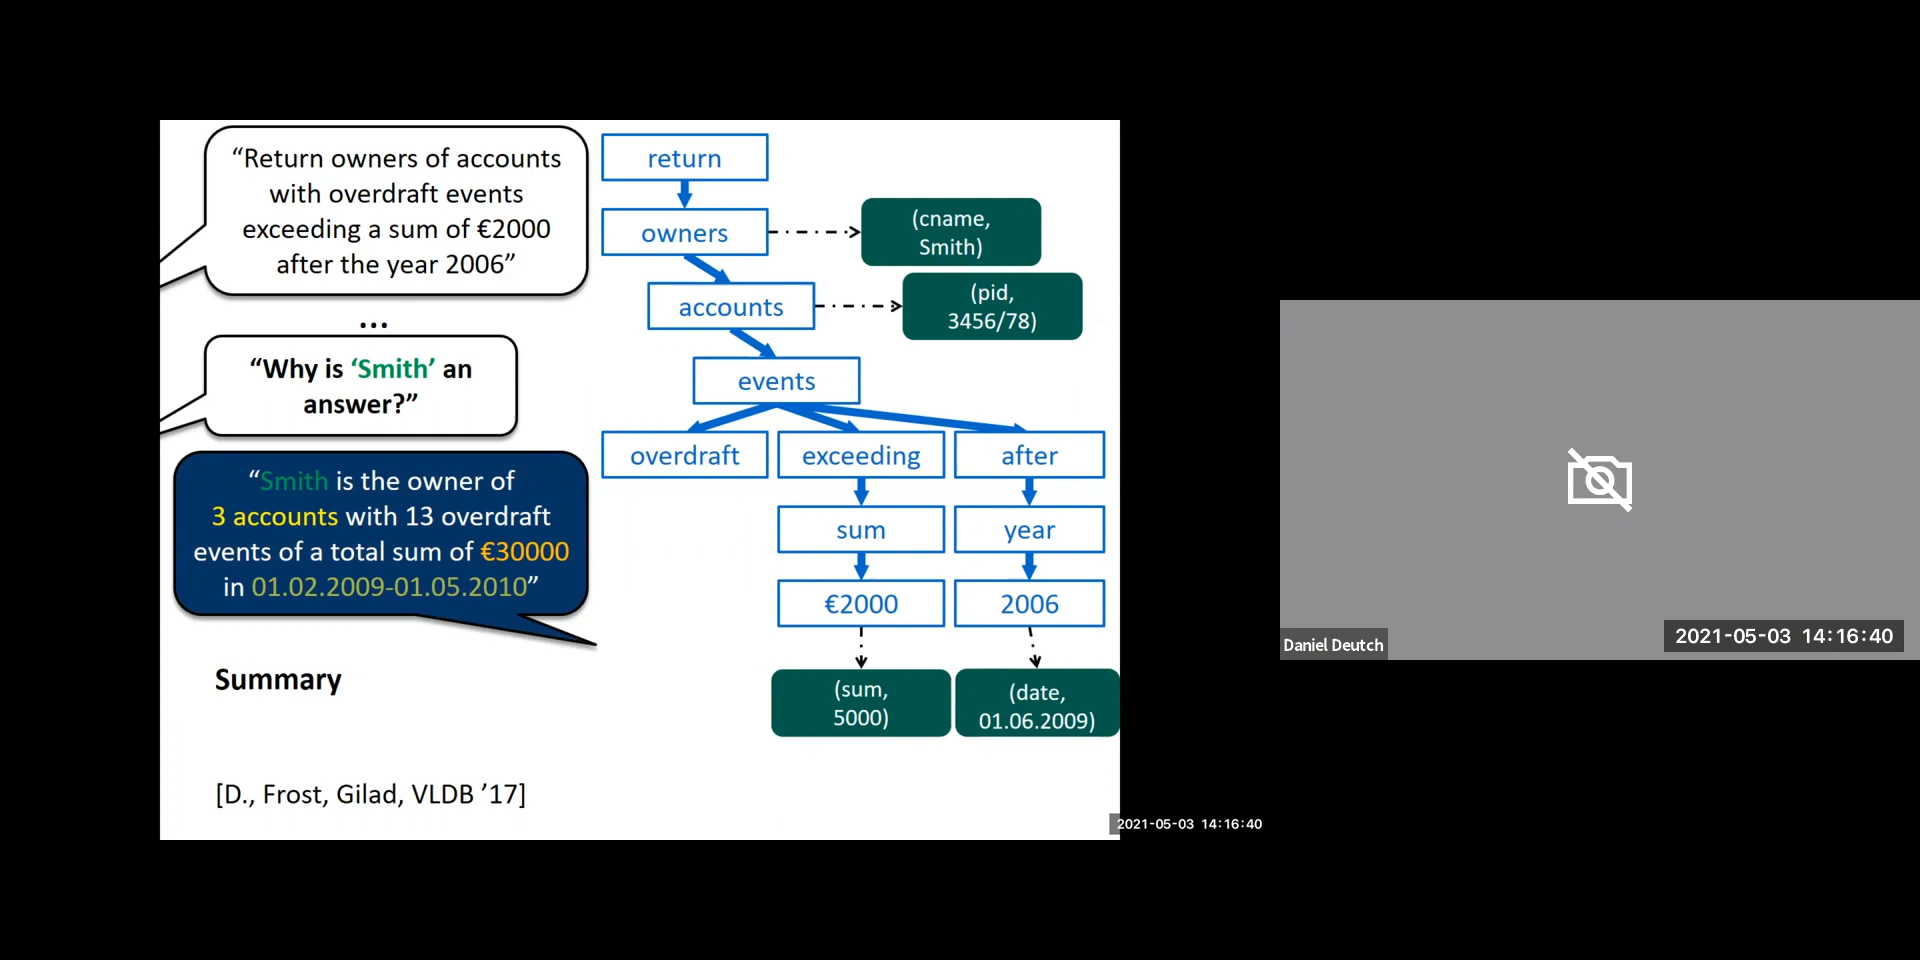 “Return owners of accounts
with overdraft events
exceeding a sum of €2000
after the year 2006”
...
“Why is ‘Smith’ an
answer?”
“Smith is the owner of
3 accounts with 13 overdraft
events of a total sum of €30000
in 01.02.2009-01.05.2010”
Summary
[D., Frost, Gilad, VLDB ’17]
return
owners
(cname,
Smith)
accounts
(pid,
3456/78)
events
overdraft
exceeding
after
sum
year
€2000
2006
(sum,
5000)
(date,
01.06.2009)
2021-05-03 14:16:40
Daniel Deutch
2021-05-03 14:16:40